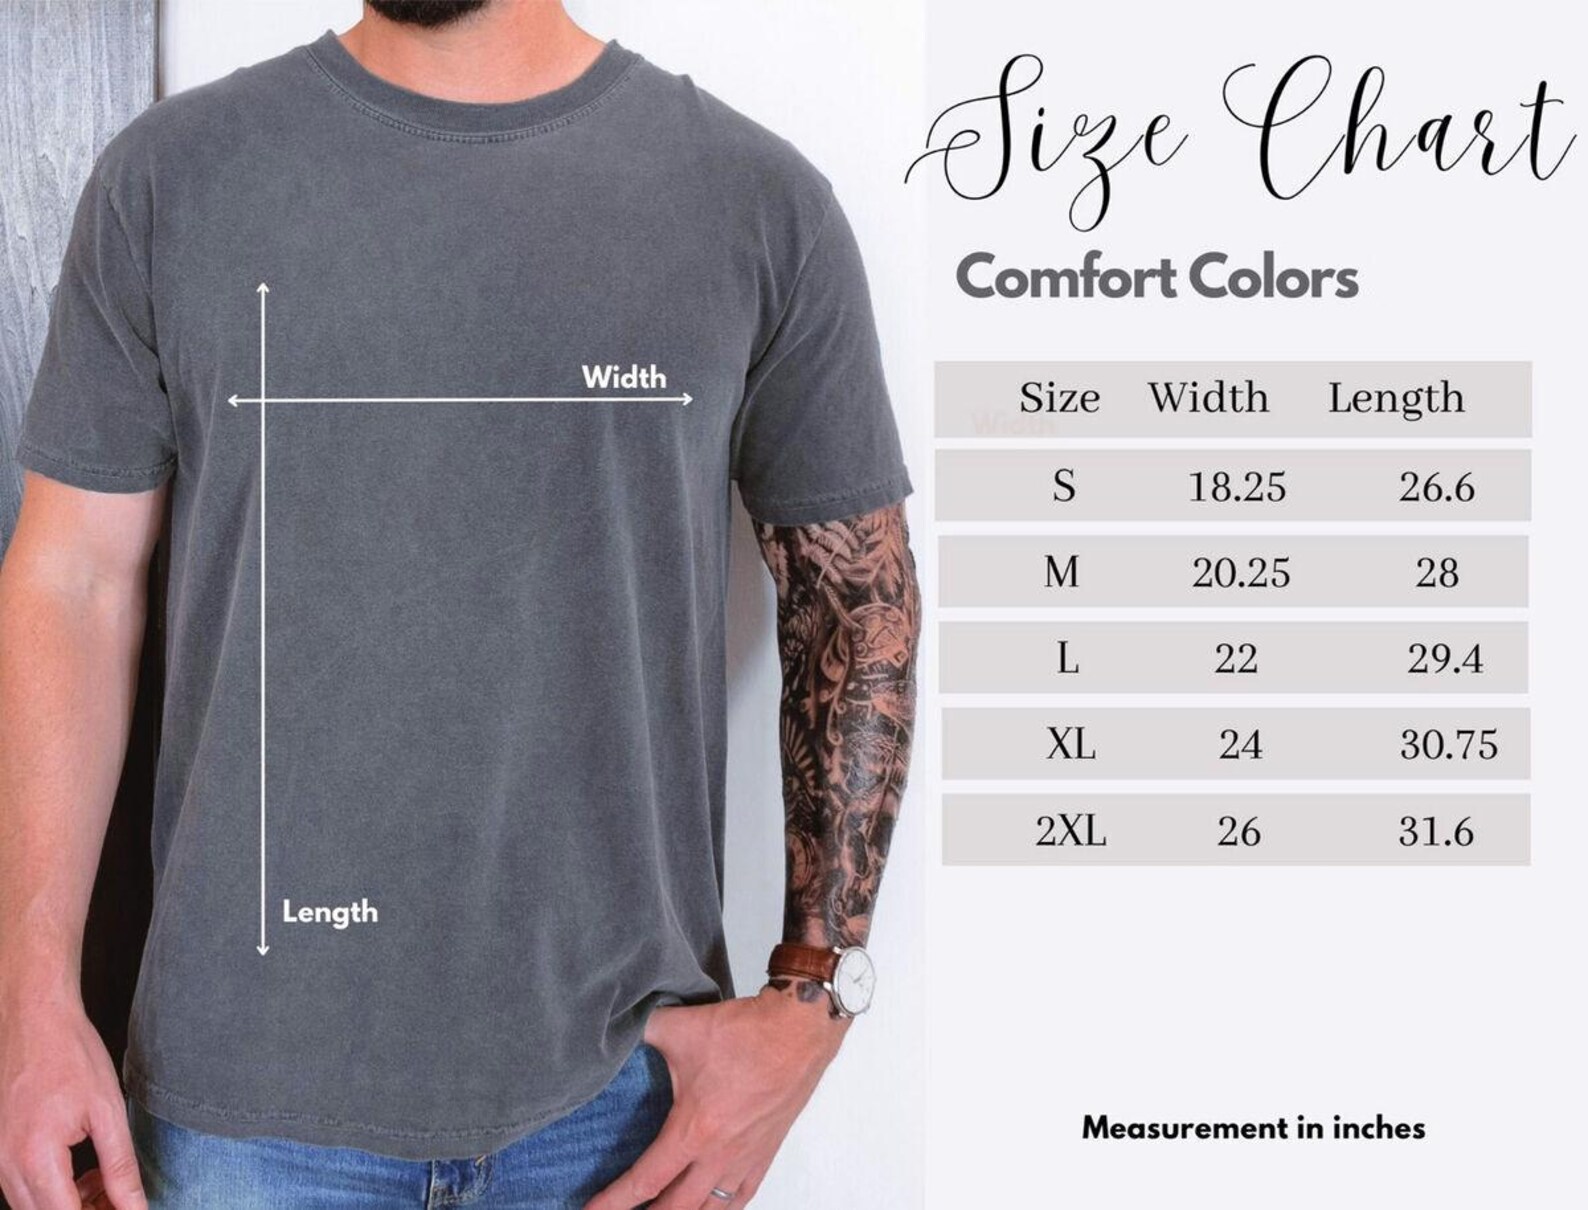 Size Chart
Comfort Colors
Width
Length
Size Width Length
Width
S 18.25 26.6
M 20.25 28
L 22 29.4
XL 24 30.75
2XL 26 31.6
Measurement in inches